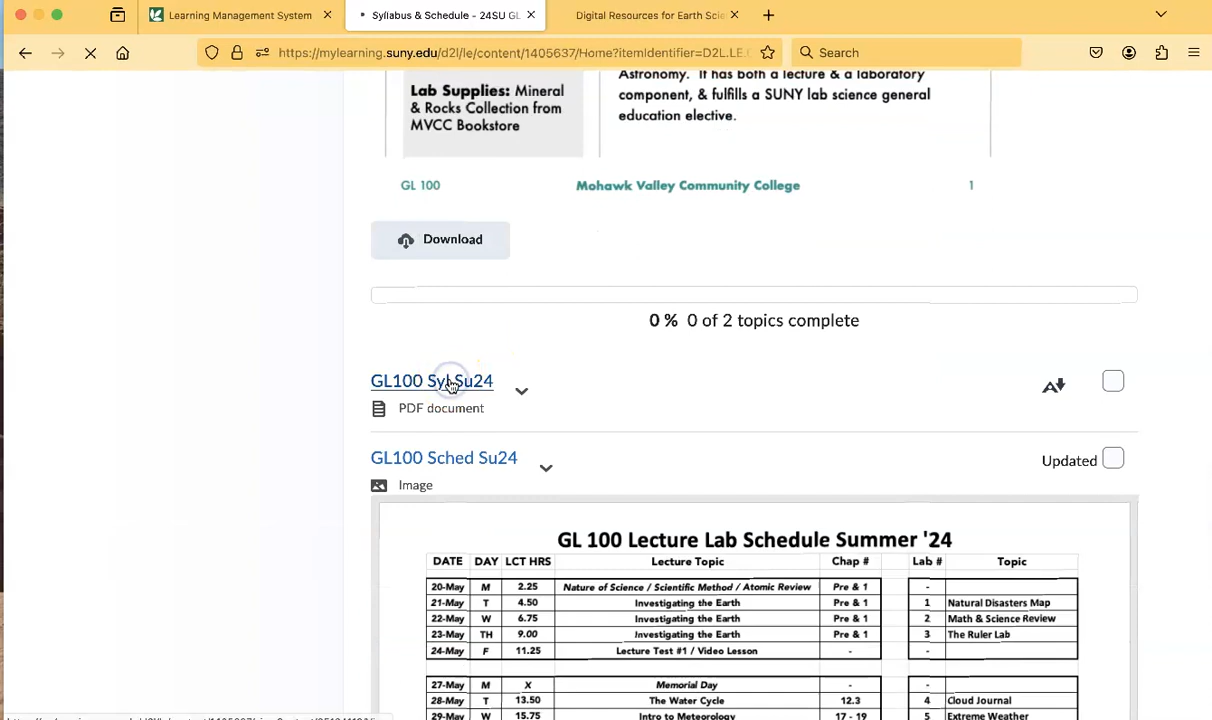 Learning Management System
Syllabus & Schedule - 24SU GL
Digital Resources for Earth Scie
https://mylearning.suny.edu/d2l/le/content/1405637/Home?itemIdentifier=D2L.LE.C
Search
Lab Supplies: Mineral
& Rocks Collection from
MVCC Bookstore
Astronomy. It has both a lecture & a laboratory
component, & fulfills a SUNY lab science general
education elective.
GL 100 Mohawk Valley Community College 1
Download
0 % 0 of 2 topics complete
GL100 Syl Su24
PDF document
GL100 Sched Su24
Updated
Image
GL 100 Lecture Lab Schedule Summer '24
DATE DAY LCT HRS Lecture Topic Chap # Lab # Topic
20-May M 2.25 Nature of Science / Scientific Method / Atomic Review Pre & 1 -
21-May T 4.50 Investigating the Earth Pre & 1 1 Natural Disasters Map
22-May W 6.75 Investigating the Earth Pre & 1 2 Math & Science Review
23-May TH 9.00 Investigating the Earth Pre & 1 3 The Ruler Lab
24-May F 11.25 Lecture Test #1 / Video Lesson - -
27-May M X Memorial Day - -
28-May T 13.50 The Water Cycle 12.3 4 Cloud Journal
29-May W 15.75 Intro to Meteorology 17 - 19 5 Extreme Weather